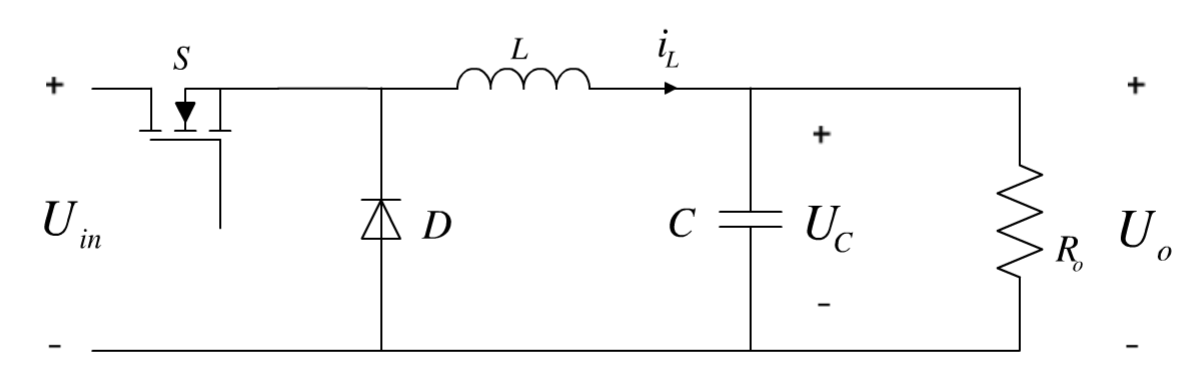 S
L
i_L
+
+
+
U_in
D
C
U_C
R_o
U_o
-
-
-